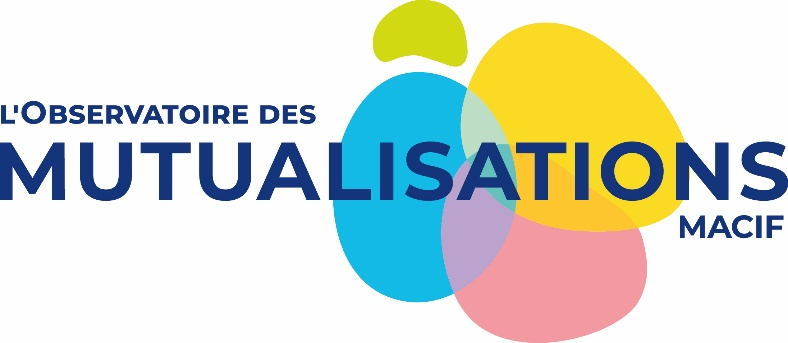 L'OBSERVATOIRE DES
MUTUALISATIONS
MACIF